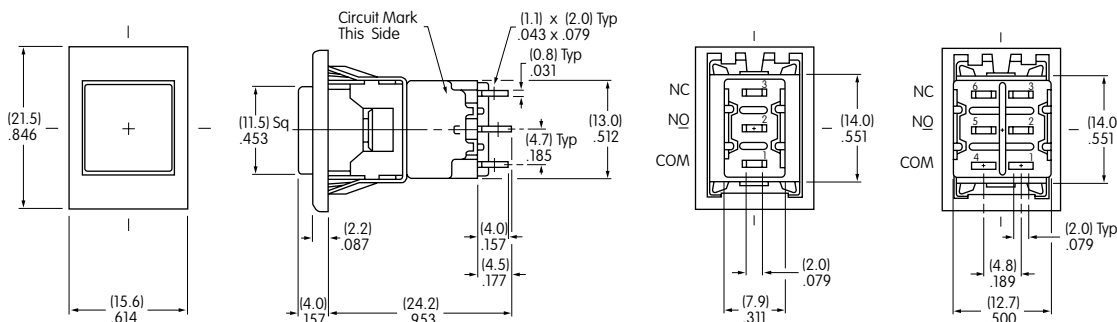 (21.5)
.846
(15.6)
.614
Circuit Mark
This Side
(1.1) x (2.0) Typ
.043 x .079
(0.8) Typ
.031
(11.5) Sq
.453
(13.0)
.512
(4.7) Typ
.185
(2.2)
.087
(4.0)
.157
(4.5)
.177
(4.0)
.157
(24.2)
.953
NC
NO
COM
3
2
1
(14.0)
.551
(2.0)
.079
(7.9)
.311
NC
NO
COM
6 3
5 2
4 1
(14.0
.551
(2.0) Typ
.079
(4.8)
.189
(12.7)
.500